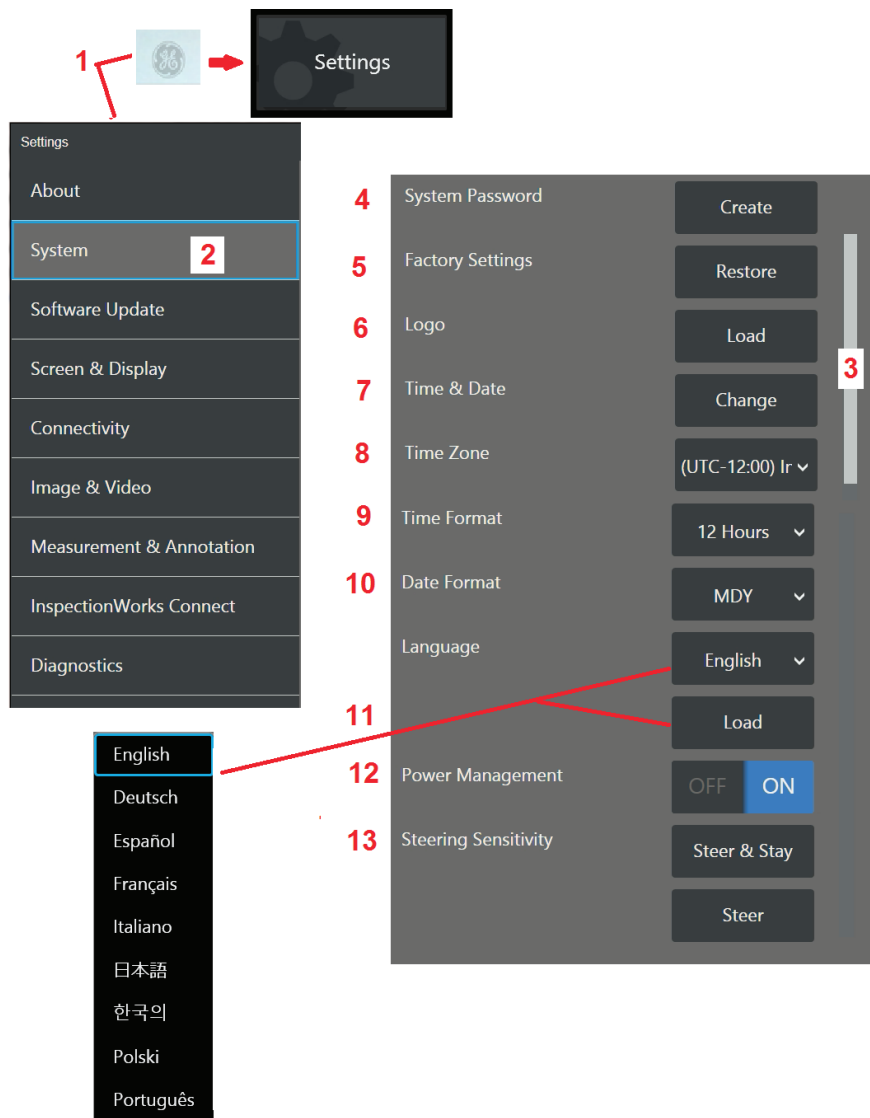 1
Settings
Settings
About
System 2
Software Update
Screen & Display
Connectivity
Image & Video
Measurement & Annotation
InspectionWorks Connect
Diagnostics
4 System Password Create
5 Factory Settings Restore
6 Logo Load
3
7 Time & Date Change
8 Time Zone (UTC-12:00) Ir
9 Time Format 12 Hours
10 Date Format MDY
Language English
11 Load
12 Power Management OFF ON
13 Steering Sensitivity Steer & Stay
Steer
English
Deutsch
Español
Français
Italiano
日本語
한국의
Polski
Português